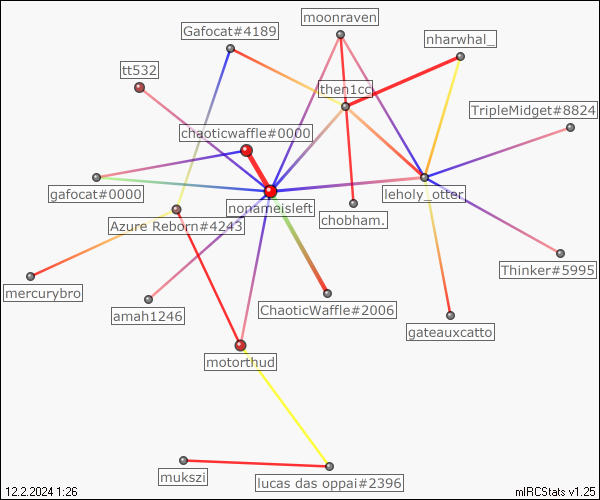 moonraven
Gafocat#4189
nharwhal_
tt532
then1cc
TripleMidget#8824
chaoticwaffle#0000
gafocat#0000
leholy_otter
nonameisleft
chobham.
Azure Reborn#4243
Thinker#5995
mercurybro
ChaoticWaffle#2006
amah1246
gateauxcatto
motorthud
mukszi
lucas das oppai#2396
12.2.2024 1:26
mIRCStats v1.25